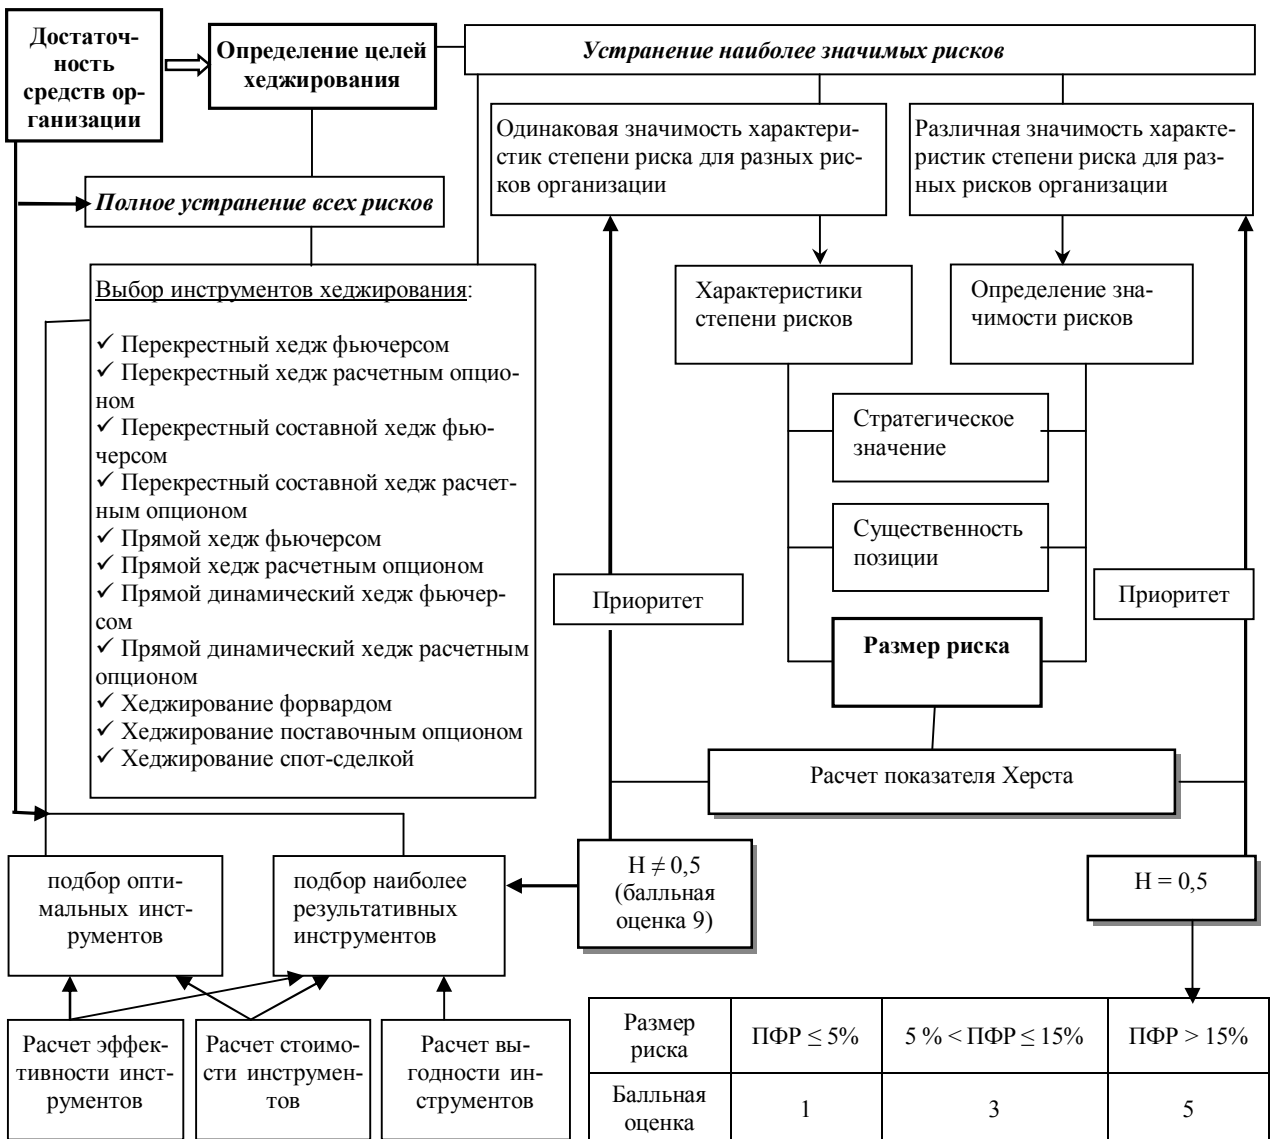 Достаточ-
ность
средств ор-
ганизации
Определение целей
хеджирования
Устранение наиболее значимых рисков
Одинаковая значимость характери-
стик степени риска для разных рис-
ков организации
Различная значимость характе-
ристик степени риска для раз-
ных рисков организации
Полное устранение всех рисков
Выбор инструментов хеджирования:
✓ Перекрестный хедж фьючерсом
✓ Перекрестный хедж расчетным опцио-
ном
✓ Перекрестный составной хедж фью-
черсом
✓ Перекрестный составной хедж расчет-
ным опционом
✓ Прямой хедж фьючерсом
✓ Прямой хедж расчетным опционом
✓ Прямой динамический хедж фьючер-
сом
✓ Прямой динамический хедж расчетным
опционом
✓ Хеджирование форвардом
✓ Хеджирование поставочным опционом
✓ Хеджирование спот-сделкой
Характеристики
степени рисков
Определение зна-
чимости рисков
Стратегическое
значение
Существенность
позиции
Приоритет
Приоритет
Размер риска
Расчет показателя Херста
подбор опти-
мальных инст-
рументов
подбор наиболее
результативных
инструментов
Н ≠ 0,5
(балльная
оценка 9)
Н = 0,5
Расчет эффек-
тивности инст-
рументов
Расчет стоимо-
сти инструмен-
тов
Расчет вы-
годности ин-
струментов
Размер
риска
ПФР ≤ 5%
5 % < ПФР ≤ 15%
ПФР > 15%
Балльная
оценка
1
3
5